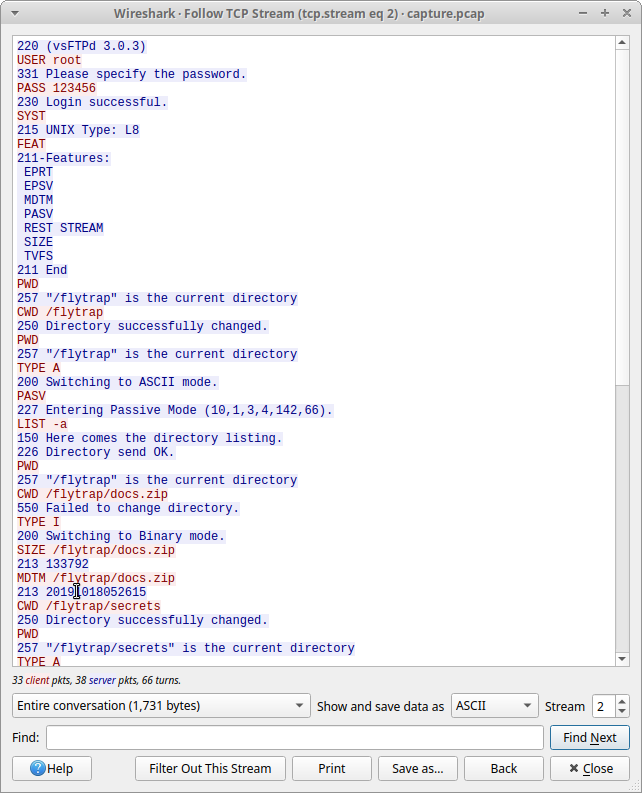 Wireshark · Follow TCP Stream (tcp.stream eq 2) · capture.pcap
220 (vsFTPd 3.0.3)
USER root
331 Please specify the password.
PASS 123456
230 Login successful.
SYST
215 UNIX Type: L8
FEAT
211-Features:
EPRT
EPSV
MDTM
PASV
REST STREAM
SIZE
TVFS
211 End
PWD
257 "/flytrap" is the current directory
CWD /flytrap
250 Directory successfully changed.
PWD
257 "/flytrap" is the current directory
TYPE A
200 Switching to ASCII mode.
PASV
227 Entering Passive Mode (10,1,3,4,142,66).
LIST -a
150 Here comes the directory listing.
226 Directory send OK.
PWD
257 "/flytrap" is the current directory
CWD /flytrap/docs.zip
550 Failed to change directory.
TYPE I
200 Switching to Binary mode.
SIZE /flytrap/docs.zip
213 133792
MDTM /flytrap/docs.zip
213 20191018052615
CWD /flytrap/secrets
250 Directory successfully changed.
PWD
257 "/flytrap/secrets" is the current directory
TYPE A
33 client pkts, 38 server pkts, 66 turns.
Entire conversation (1,731 bytes) Show and save data as ASCII Stream 2
Find: Find Next
Help Filter Out This Stream Print Save as... Back Close